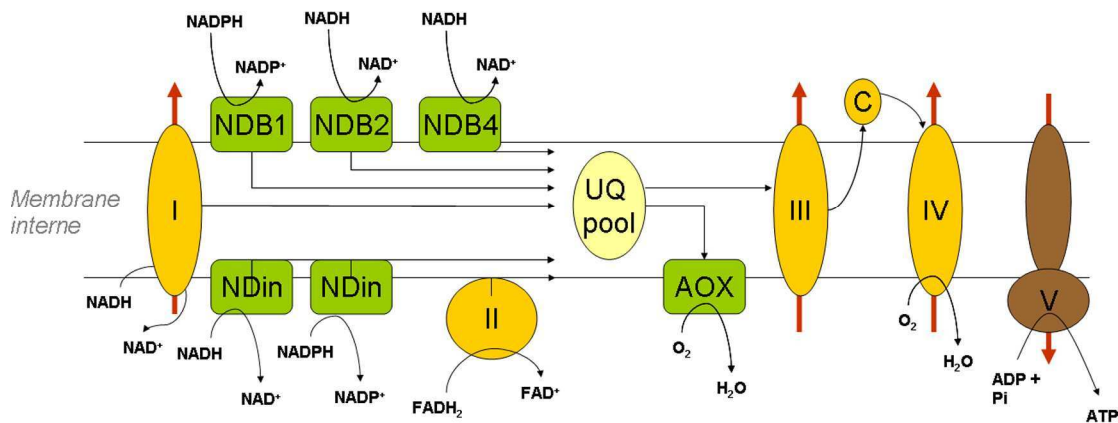 NADPH
NADH
NADH
NADP⁺
NAD⁺
NAD⁺
NDB1
NDB2
NDB4
C
Membrane
interne
I
UQ
pool
III
IV
NADH
NAD⁺
NDin
NDin
II
AOX
V
NADH
NAD⁺
NADPH
NADP⁺
FADH₂
FAD⁺
O₂
H₂O
O₂
H₂O
ADP +
Pi
ATP